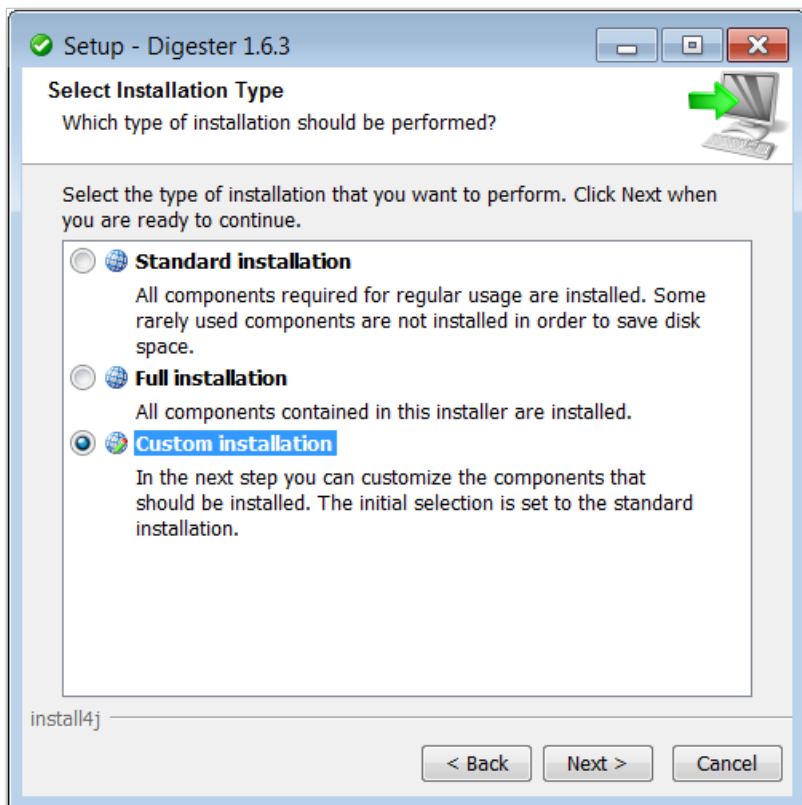 Setup - Digester 1.6.3
Select Installation Type
Which type of installation should be performed?
Select the type of installation that you want to perform. Click Next when
you are ready to continue.
Standard installation
All components required for regular usage are installed. Some
rarely used components are not installed in order to save disk
space.
Full installation
All components contained in this installer are installed.
Custom installation
In the next step you can customize the components that
should be installed. The initial selection is set to the standard
installation.
install4j
< Back Next > Cancel